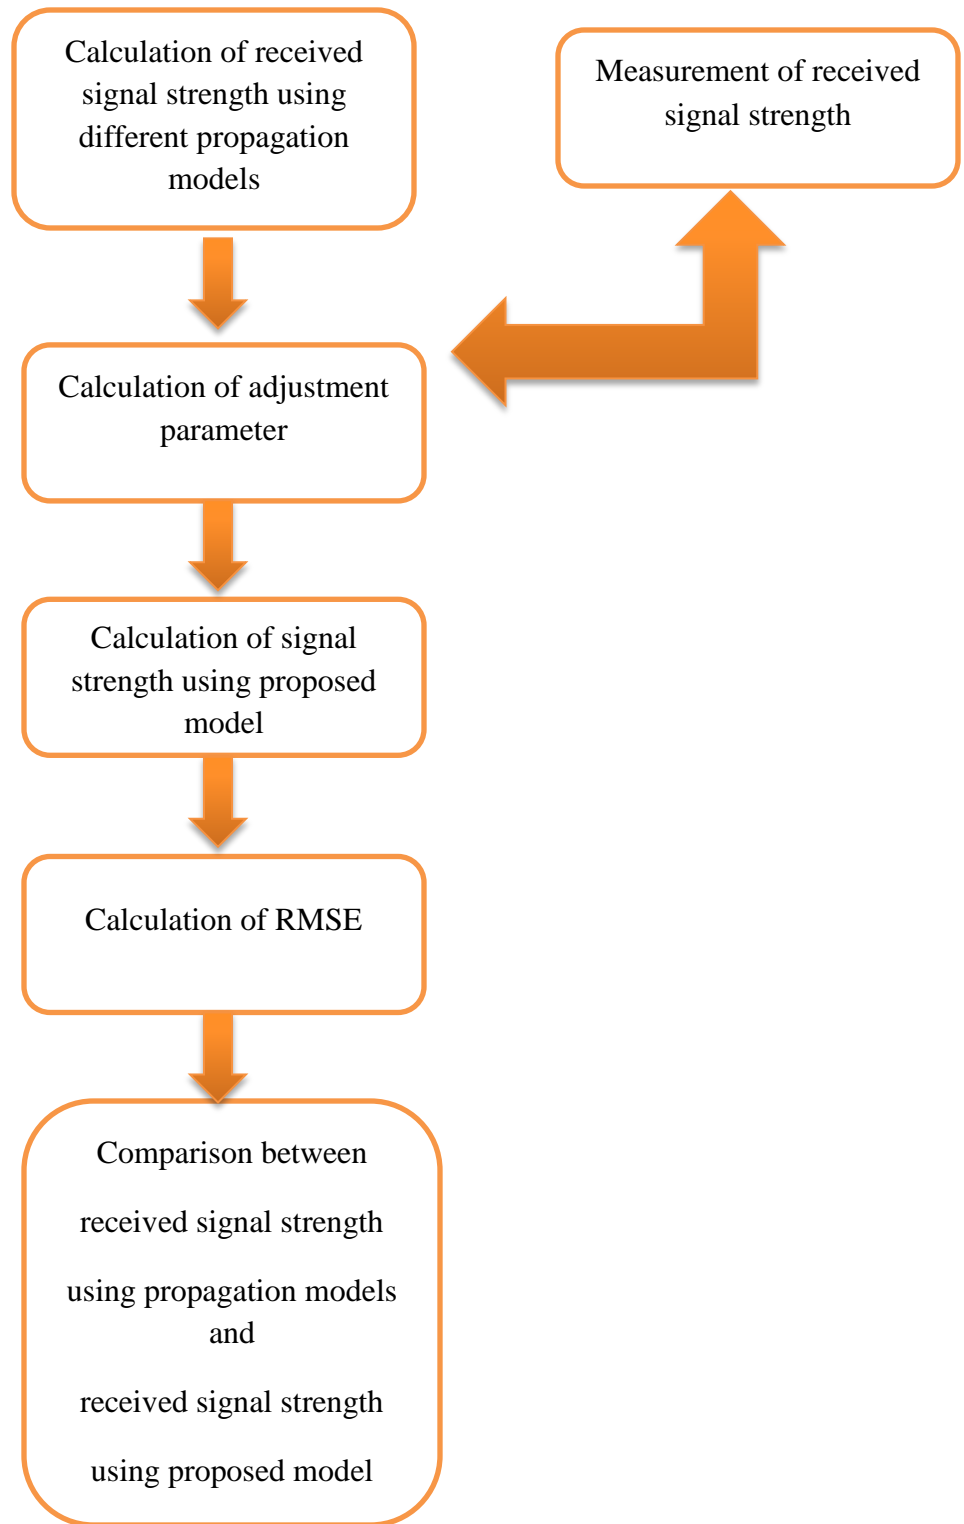 Calculation of received
signal strength using
different propagation
models
Measurement of received
signal strength
Calculation of adjustment
parameter
Calculation of signal
strength using proposed
model
Calculation of RMSE
Comparison between
received signal strength
using propagation models
and
received signal strength
using proposed model